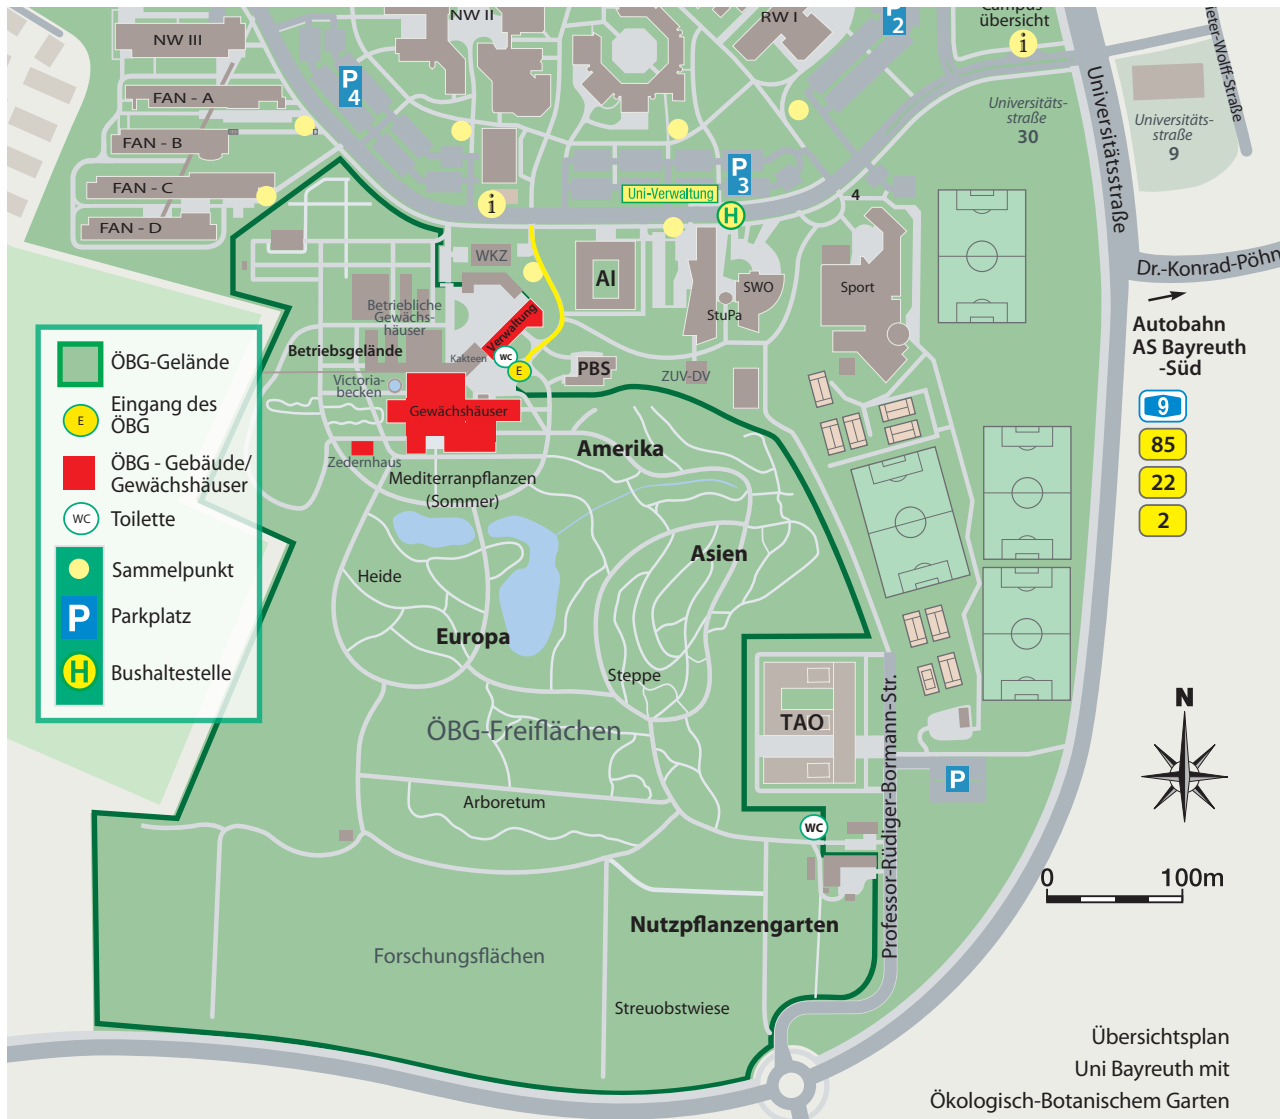 NW II
RW I
P
2
Campus-
übersicht
i
NW III
P
4
FAN - A
FAN - B
FAN - C
FAN - D
Universitätsstraße
Universitäts-
straße
30
Universitäts-
straße
9
P
3
Uni-Verwaltung
i
H
4
WKZ
AI
SWO
StuPa
Sport
Dr.-Konrad-Pöhn
Autobahn
AS Bayreuth
-Süd
9
85
22
2
Betriebliche
Gewächs-
häuser
Verwaltung
Betriebsgelände
Kakteen
WC
E
PBS
ZUV-DV
Victoria-
becken
Gewächshäuser
Zedernhaus
Mediterranpflanzen
(Sommer)
Amerika
Asien
Heide
Europa
Steppe
ÖBG-Freiflächen
TAO
Arboretum
WC
P
Professor-Rüdiger-Bormann-Str.
Nutzpflanzengarten
Forschungsflächen
Streuobstwiese
ÖBG-Gelände
E
Eingang des
ÖBG
ÖBG - Gebäude/
Gewächshäuser
WC
Toilette
Sammelpunkt
P
Parkplatz
H
Bushaltestelle
N
0
100m
Übersichtsplan
Uni Bayreuth mit
Ökologisch-Botanischem Garten